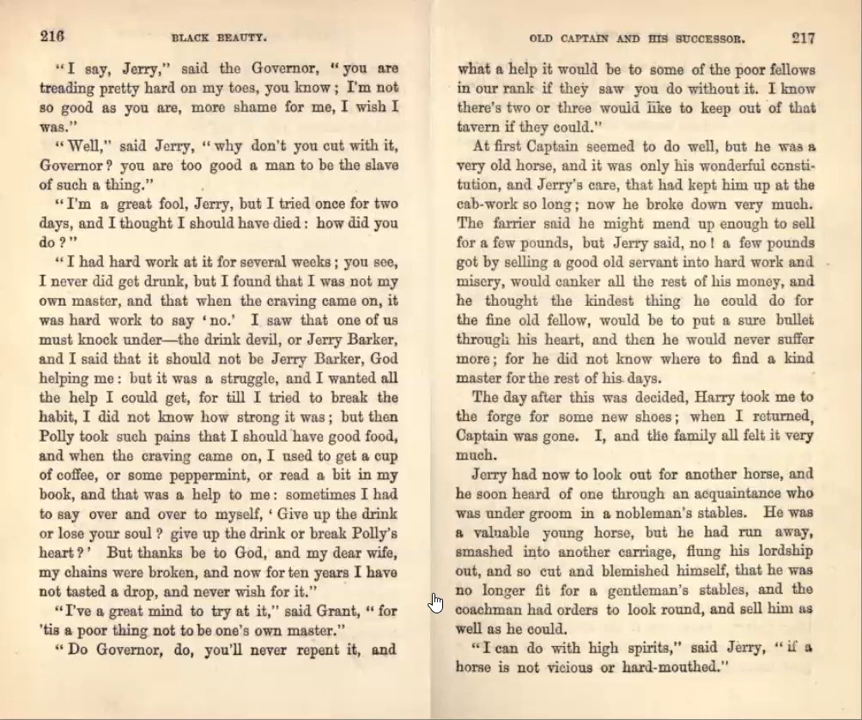 216
BLACK BEAUTY.
"I say, Jerry," said the Governor, "you are
treading pretty hard on my toes, you know; I'm not
so good as you are, more shame for me, I wish I
was."
"Well," said Jerry, "why don't you cut with it,
Governor? you are too good a man to be the slave
of such a thing."
"I'm a great fool, Jerry, but I tried once for two
days, and I thought I should have died: how did you
do?"
"I had hard work at it for several weeks; you see,
I never did get drunk, but I found that I was not my
own master, and that when the craving came on, it
was hard work to say 'no.' I saw that one of us
must knock under—the drink devil, or Jerry Barker,
and I said that it should not be Jerry Barker, God
helping me: but it was a struggle, and I wanted all
the help I could get, for till I tried to break the
habit, I did not know how strong it was; but then
Polly took such pains that I should have good food,
and when the craving came on, I used to get a cup
of coffee, or some peppermint, or read a bit in my
book, and that was a help to me: sometimes I had
to say over and over to myself, 'Give up the drink
or lose your soul? give up the drink or break Polly's
heart?' But thanks be to God, and my dear wife,
my chains were broken, and now for ten years I have
not tasted a drop, and never wish for it."
"I've a great mind to try at it," said Grant, "for
'tis a poor thing not to be one's own master."
"Do Governor, do, you'll never repent it, and
OLD CAPTAIN AND HIS SUCCESSOR.
217
what a help it would be to some of the poor fellows
in our rank if they saw you do without it. I know
there's two or three would like to keep out of that
tavern if they could."
At first Captain seemed to do well, but he was a
very old horse, and it was only his wonderful consti-
tution, and Jerry's care, that had kept him up at the
cab-work so long; now he broke down very much.
The farrier said he might mend up enough to sell
for a few pounds, but Jerry said, no! a few pounds
got by selling a good old servant into hard work and
misery, would canker all the rest of his money, and
he thought the kindest thing he could do for
the fine old fellow, would be to put a sure bullet
through his heart, and then he would never suffer
more; for he did not know where to find a kind
master for the rest of his days.
The day after this was decided, Harry took me to
the forge for some new shoes; when I returned,
Captain was gone. I, and the family all felt it very
much.
Jerry had now to look out for another horse, and
he soon heard of one through an acquaintance who
was under groom in a nobleman's stables. He was
a valuable young horse, but he had run away,
smashed into another carriage, flung his lordship
out, and so cut and blemished himself, that he was
no longer fit for a gentleman's stables, and the
coachman had orders to look round, and sell him as
well as he could.
"I can do with high spirits," said Jerry, "if a
horse is not vicious or hard-mouthed."